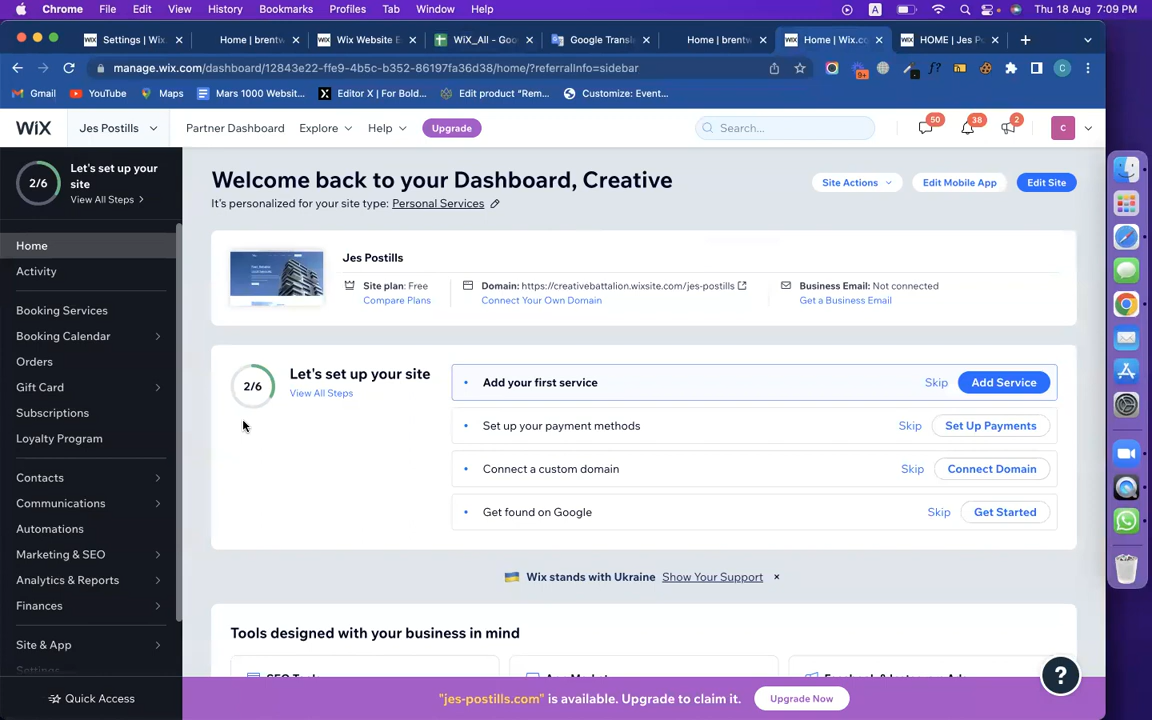 Chrome File Edit View History Bookmarks Profiles Tab Window Help A Thu 18 Aug 7:09 PM
Settings | Wix. Home | brentw Wix Website E WiX_All - Goo Google Trans Home | brentw Home | Wix.c HOME | Jes P
manage.wix.com/dashboard/12843e22-ffe9-4b5c-b352-86197fa36d38/home/?referralInfo=sidebar 9+ f? C
Gmail YouTube Maps Mars 1000 Websit... Editor X | For Bold... Edit product “Rem... Customize: Event...
WiX Jes Postills Partner Dashboard Explore Help Upgrade Search... 50 38 2 C
2/6 Let's set up your site
View All Steps
Home
Activity
Booking Services
Booking Calendar
Orders
Gift Card
Subscriptions
Loyalty Program
Contacts
Communications
Automations
Marketing & SEO
Analytics & Reports
Finances
Site & App
Settings
Quick Access
Welcome back to your Dashboard, Creative
Site Actions Edit Mobile App Edit Site
It's personalized for your site type: Personal Services
Jes Postills
Site plan: Free Domain: https://creativebattalion.wixsite.com/jes-postills Business Email: Not connected
Compare Plans Connect Your Own Domain Get a Business Email
2/6 Let's set up your site
View All Steps
Add your first service Skip Add Service
Set up your payment methods Skip Set Up Payments
Connect a custom domain Skip Connect Domain
Get found on Google Skip Get Started
Wix stands with Ukraine Show Your Support ×
Tools designed with your business in mind
"jes-postills.com" is available. Upgrade to claim it. Upgrade Now
?